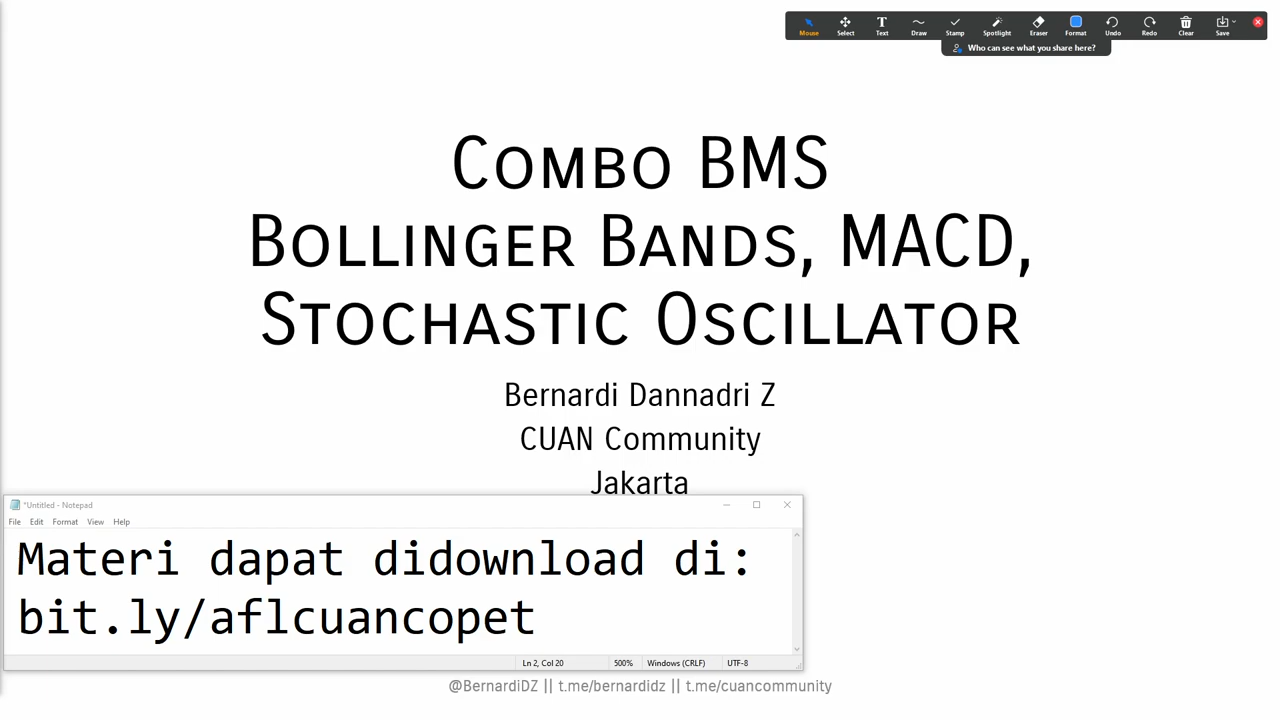 Mouse Select Text Draw Stamp Spotlight Eraser Format Undo Redo Clear Save
Who can see what you share here?
Combo BMS
Bollinger Bands, MACD,
Stochastic Oscillator
Bernardi Dannadri Z
CUAN Community
Jakarta
*Untitled - Notepad
File Edit Format View Help
Materi dapat didownload di:
bit.ly/aflcuancopet
Ln 2, Col 20 500% Windows (CRLF) UTF-8
@BernardiDZ || t.me/bernardidz || t.me/cuancommunity